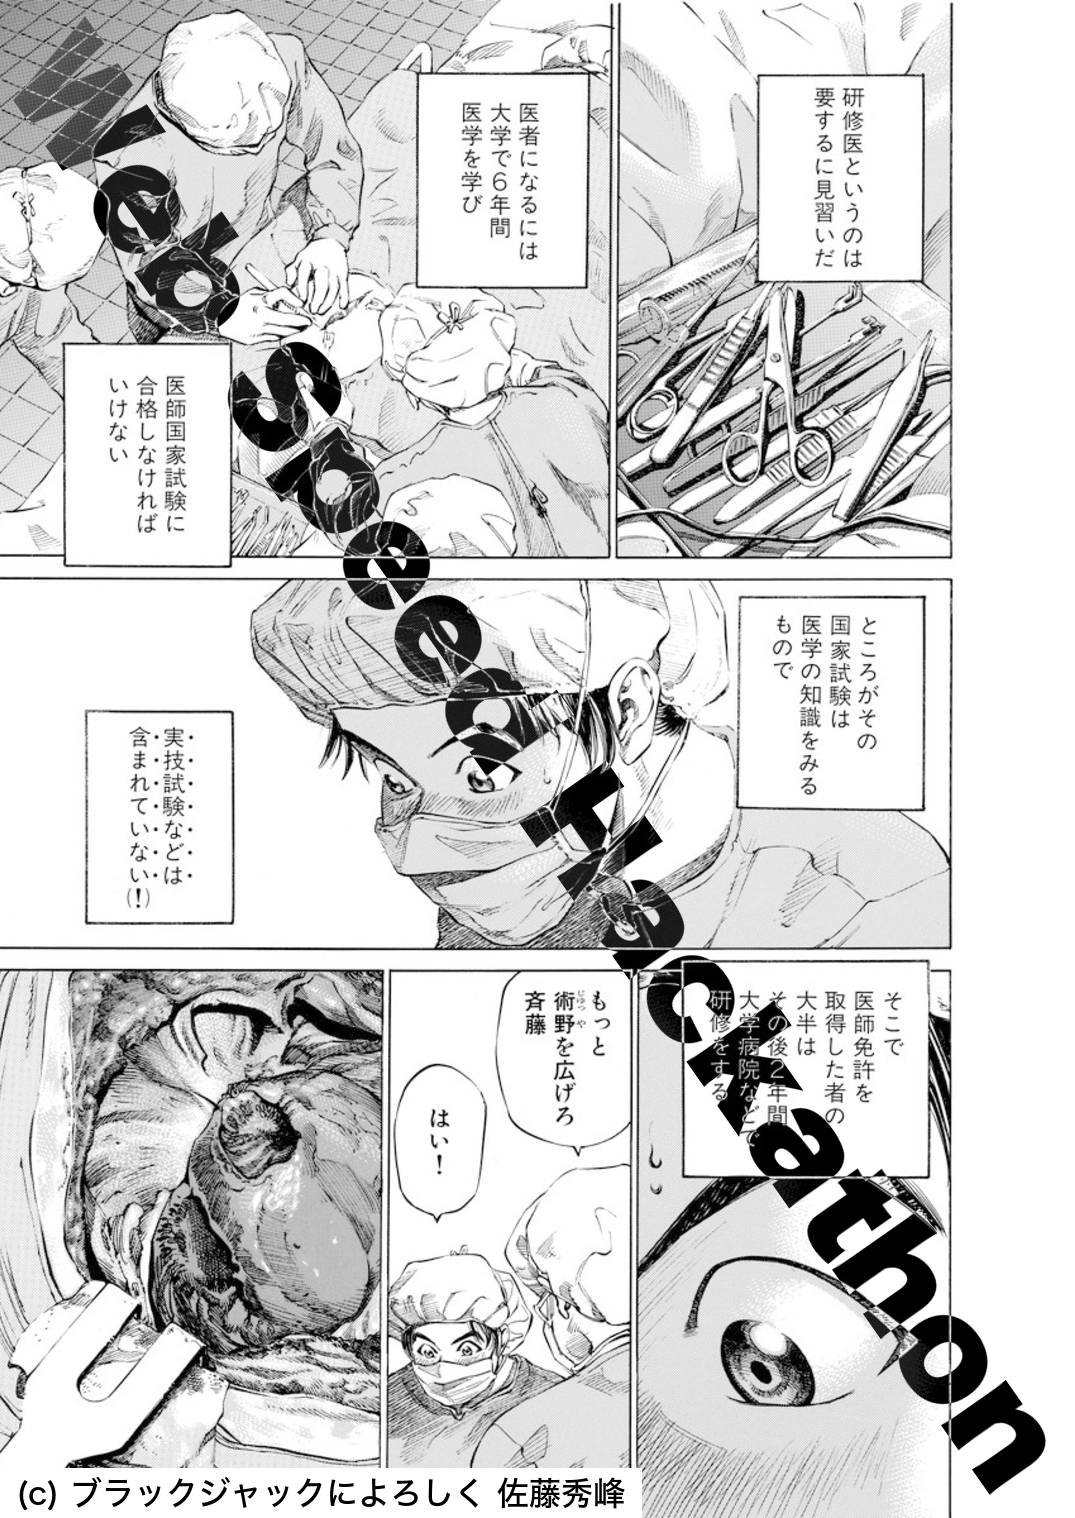 研修医というのは
要するに見習いだ
医者になるには
大学で6年間
医学を学び
医師国家試験に
合格しなければ
いけない
ところがその
国家試験は
医学の知識をみる
もので
実技試験などは
含まれていない(!)
そこで
医師免許を
取得した者の
大半は
その後2年間
大学病院などで
研修をする
もっと
術野を広げろ
じゅつや
斉藤
はい!
(c) ブラックジャックによろしく 佐藤秀峰